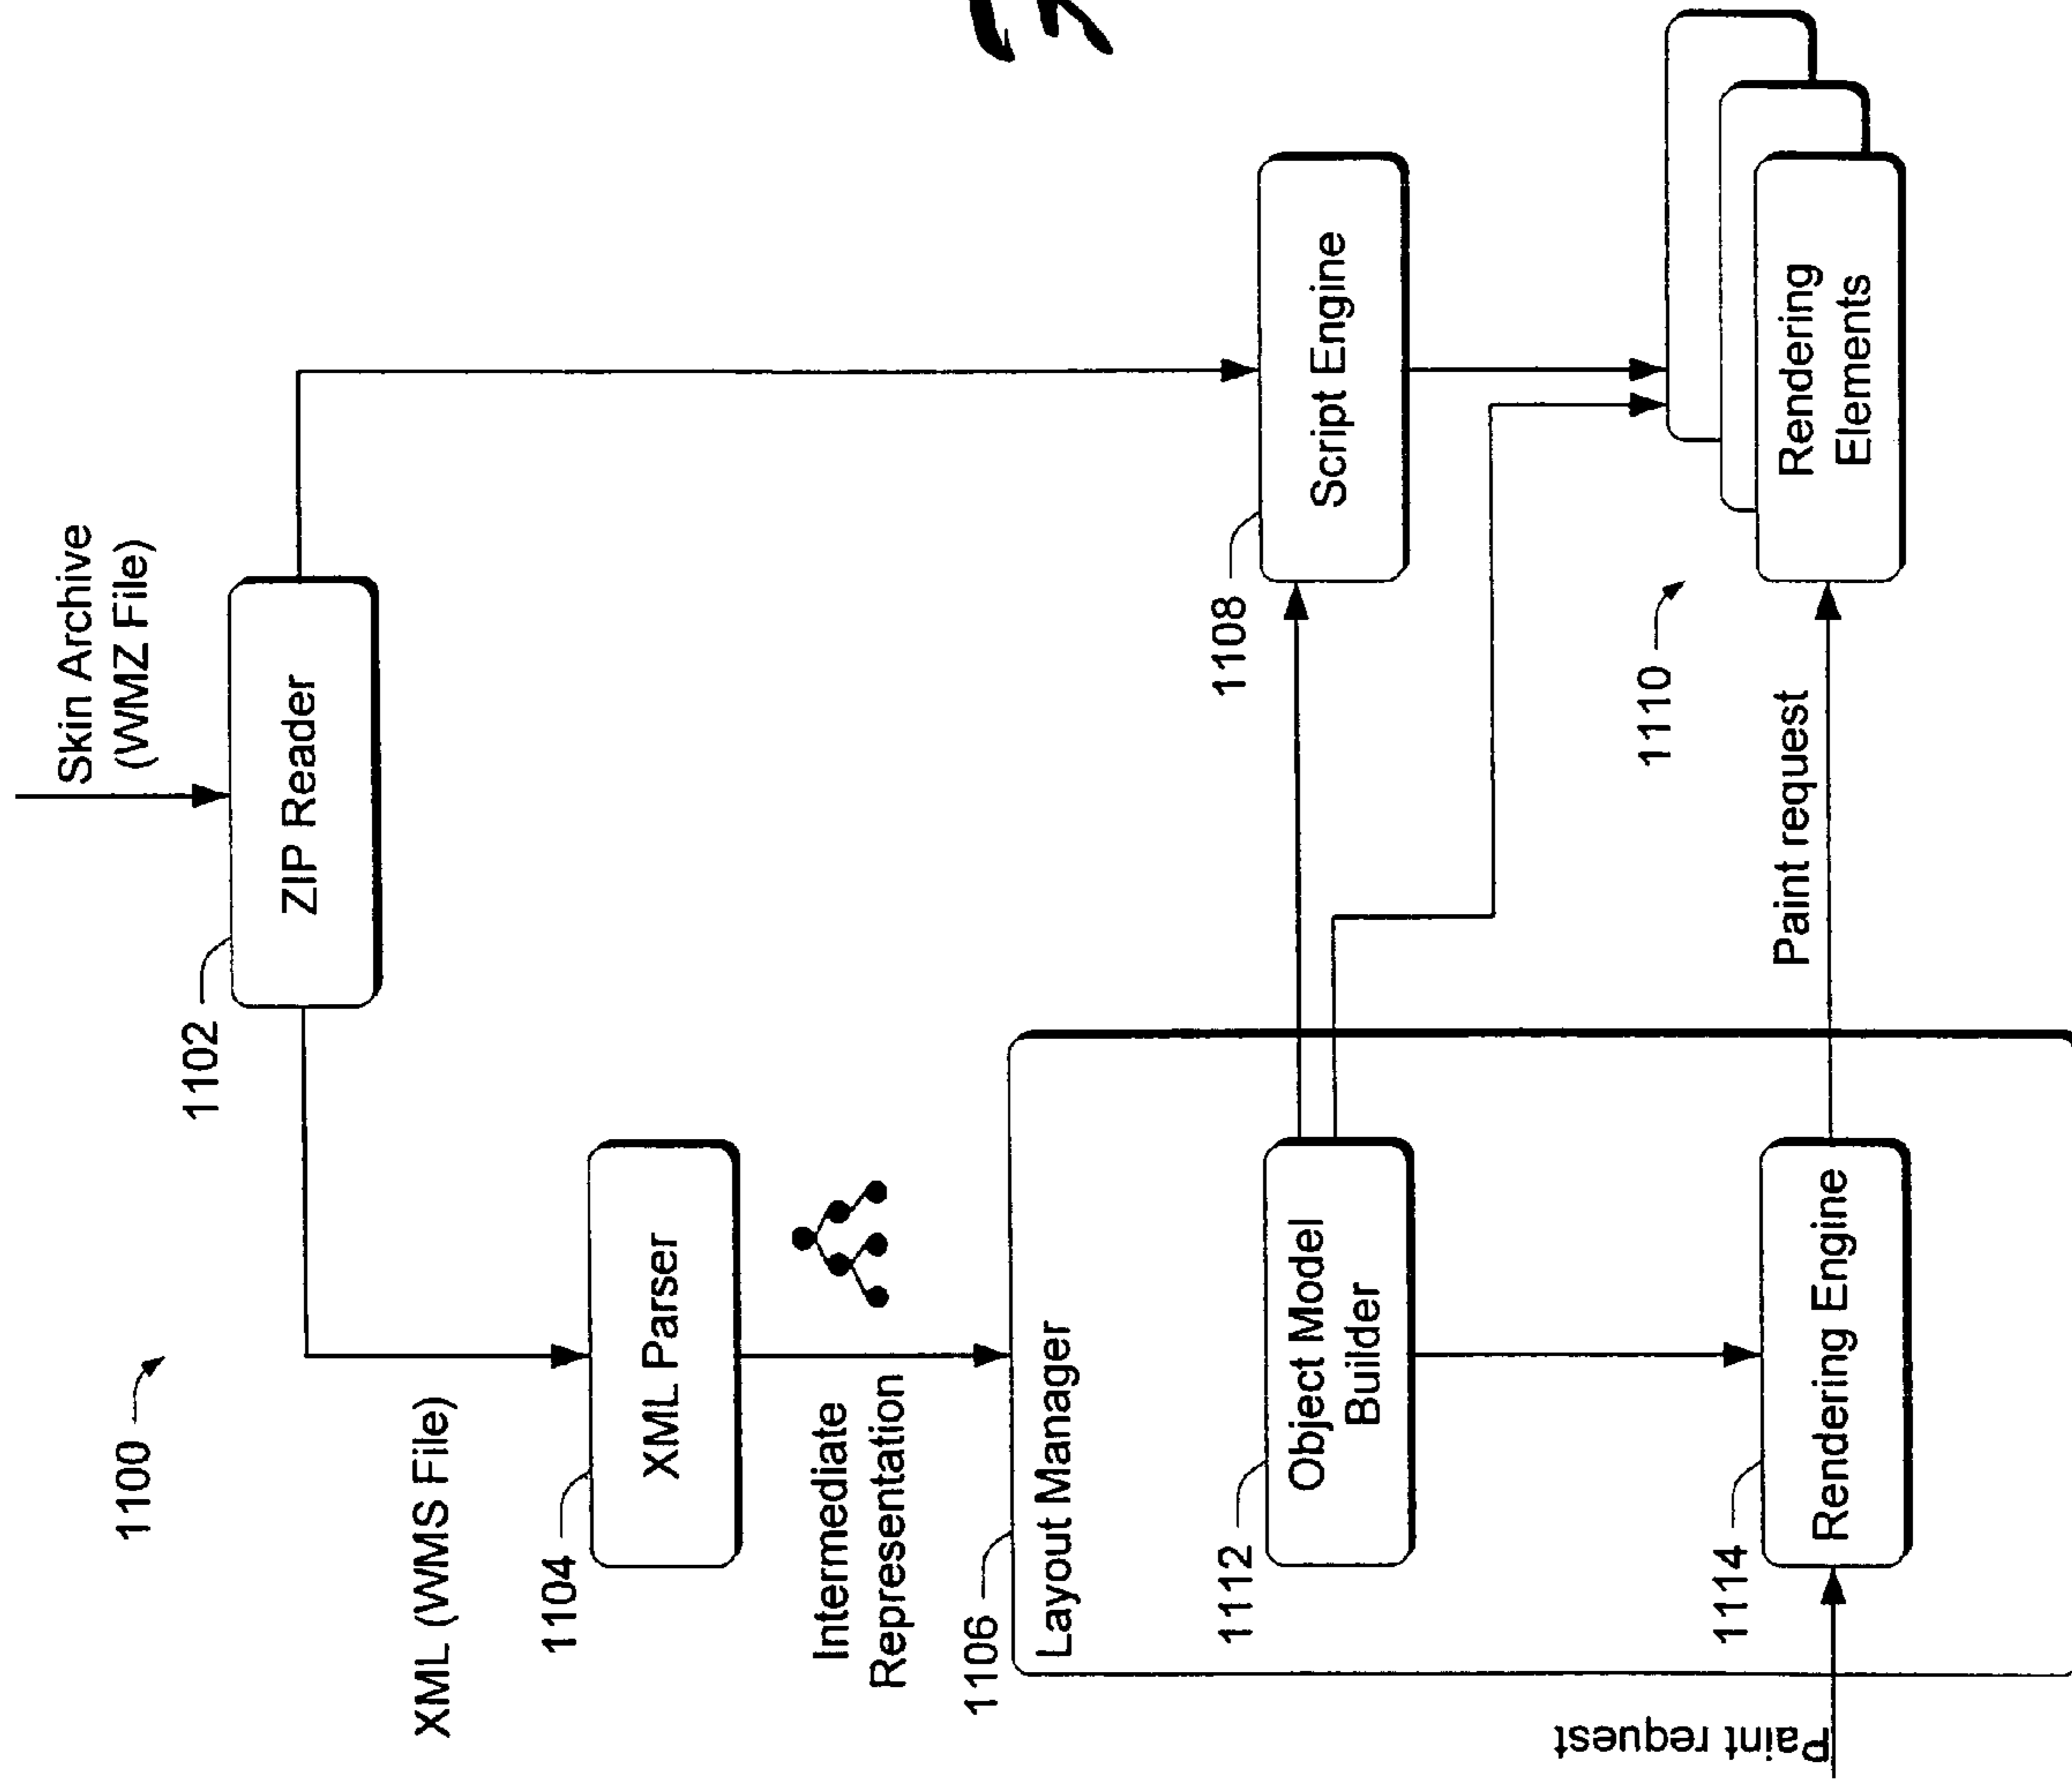 1100
Skin Archive
(WMZ File)
1102
ZIP Reader
XML (WMS File)
1104
XML Parser
Intermediate
Representation
1106
Layout Manager
1108
Script Engine
1112
Object Model
Builder
1110
Rendering
Elements
1114
Rendering Engine
Paint request
Paint request